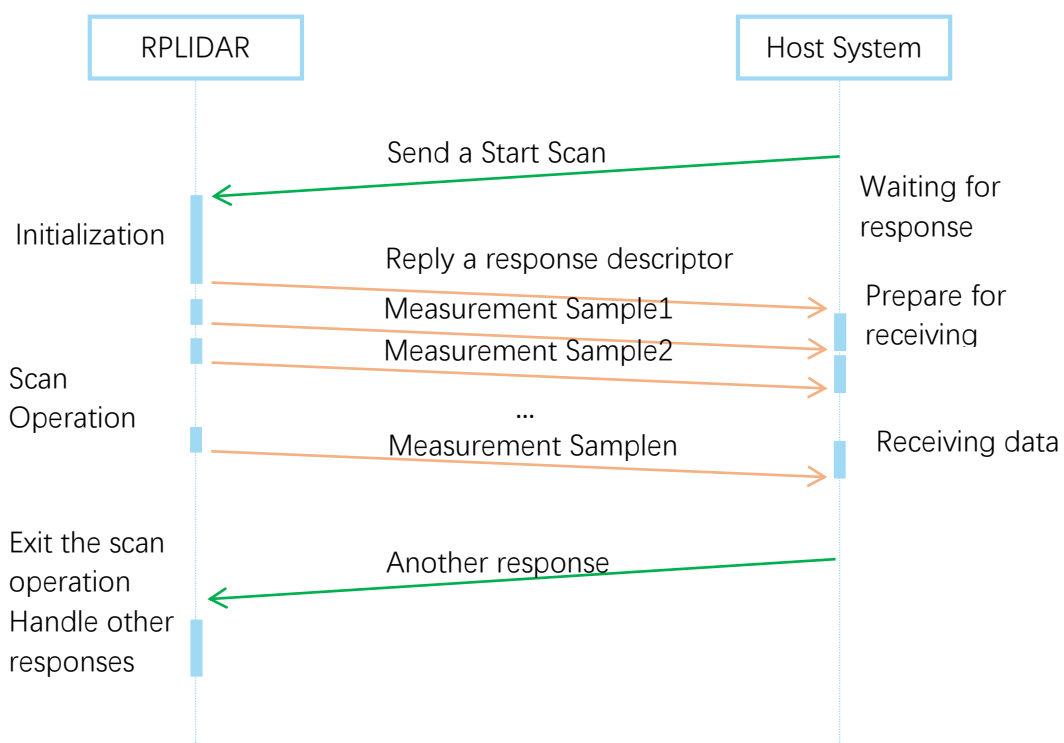 RPLIDAR
Host System
Send a Start Scan
Waiting for
response
Initialization
Reply a response descriptor
Prepare for
receiving
Measurement Sample1
Measurement Sample2
Scan
Operation
...
Measurement Samplen
Receiving data
Exit the scan
operation
Another response
Handle other
responses